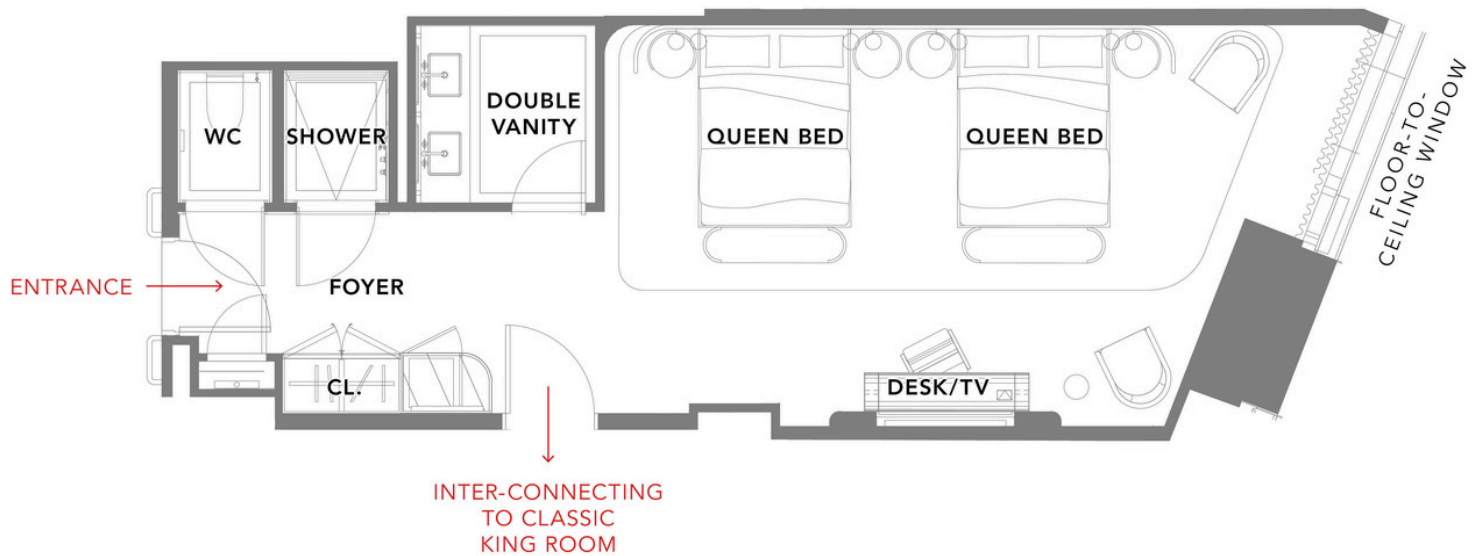 WC
SHOWER
DOUBLE
VANITY
QUEEN BED
QUEEN BED
FLOOR-TO-
CEILING WINDOW
ENTRANCE
FOYER
CL.
DESK/TV
INTER-CONNECTING
TO CLASSIC
KING ROOM